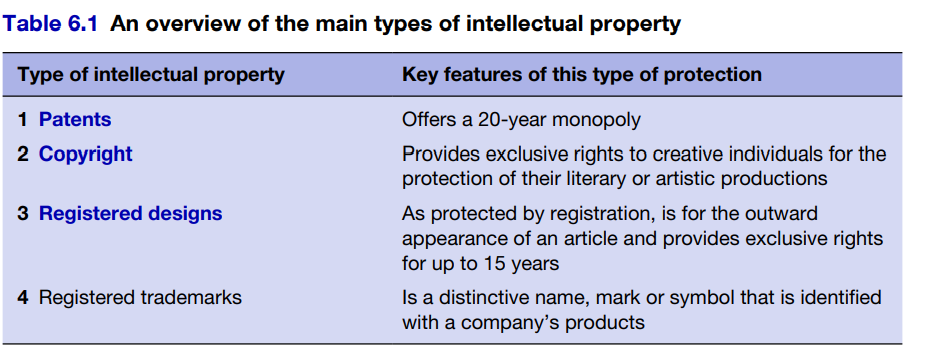 Table 6.1 An overview of the main types of intellectual property
Type of intellectual property Key features of this type of protection
1 Patents Offers a 20-year monopoly
2 Copyright Provides exclusive rights to creative individuals for the
protection of their literary or artistic productions
3 Registered designs As protected by registration, is for the outward
appearance of an article and provides exclusive rights
for up to 15 years
4 Registered trademarks Is a distinctive name, mark or symbol that is identified
with a company’s products